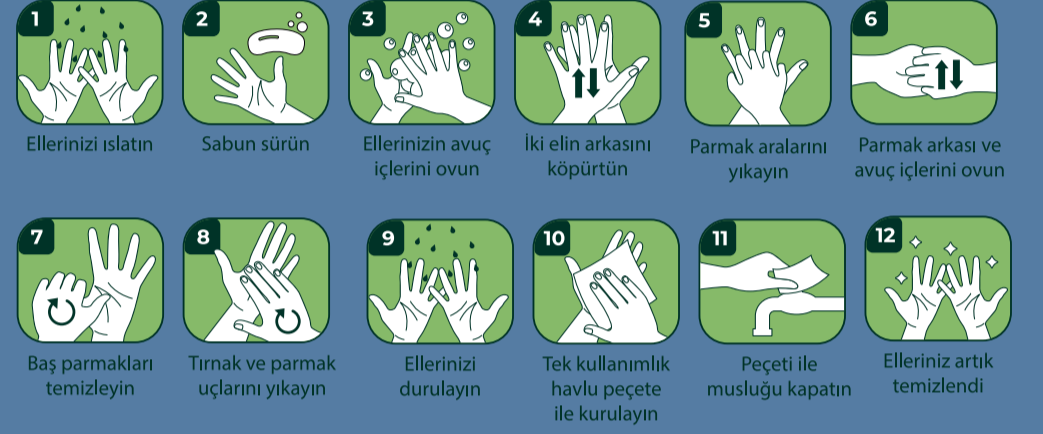 1
Ellerinizi ıslatın
2
Sabun sürün
3
Ellerinizin avuç
içlerini ovun
4
İki elin arkasını
köpürtün
5
Parmak aralarını
yıkayın
6
Parmak arkası ve
avuç içlerini ovun
7
Baş parmakları
temizleyin
8
Tırnak ve parmak
uçlarını yıkayın
9
Ellerinizi
durulayın
10
Tek kullanımlık
havlu peçete
ile kurulayın
11
Peçeti ile
musluğu kapatın
12
Elleriniz artık
temizlendi